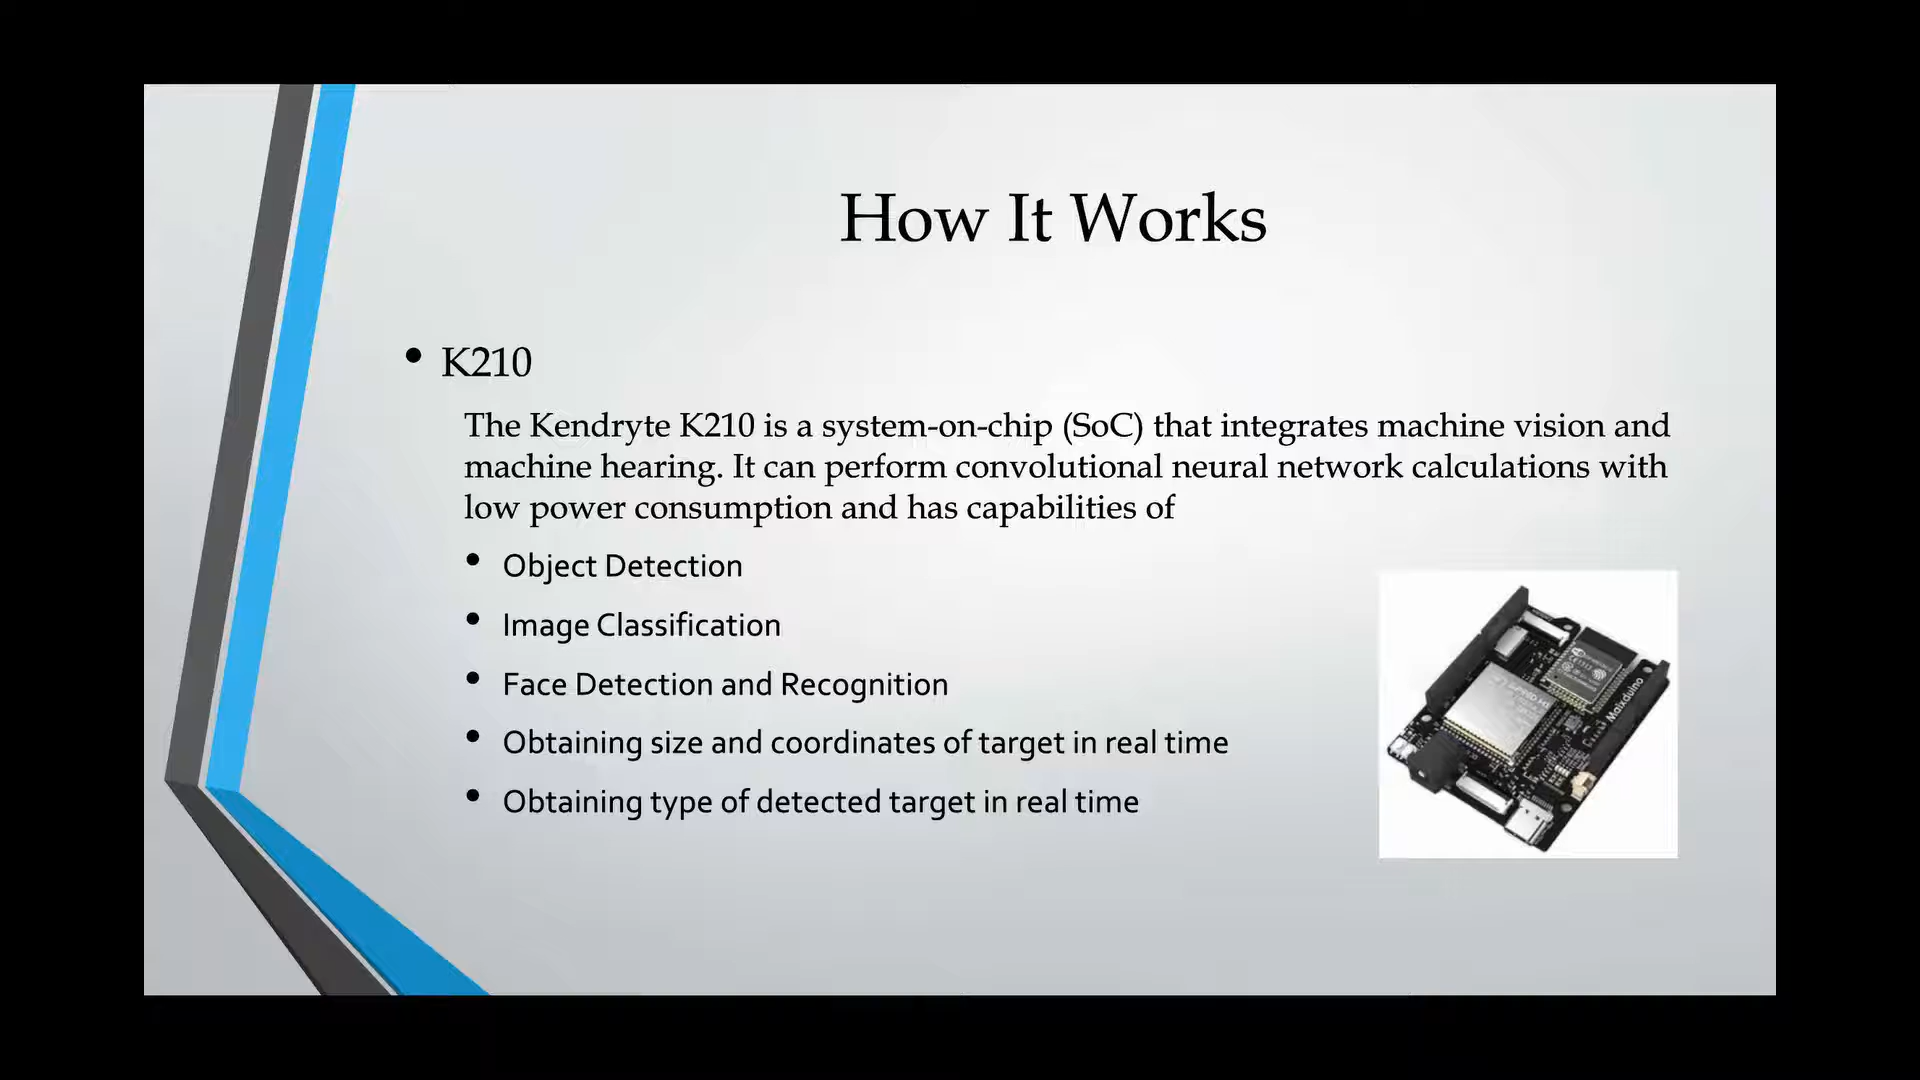 How It Works
• K210
The Kendryte K210 is a system-on-chip (SoC) that integrates machine vision and
machine hearing. It can perform convolutional neural network calculations with
low power consumption and has capabilities of
• Object Detection
• Image Classification
• Face Detection and Recognition
• Obtaining size and coordinates of target in real time
• Obtaining type of detected target in real time
Maixduino